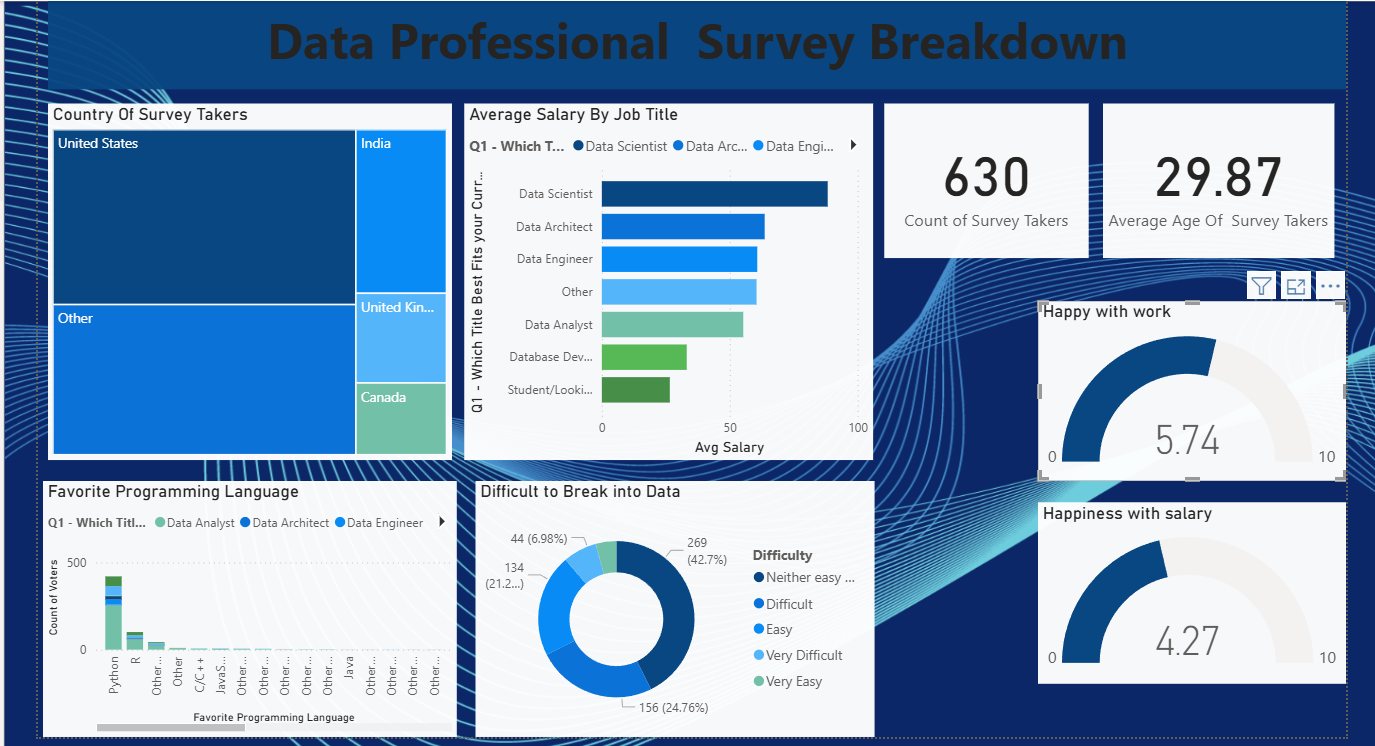 Data Professional  Survey Breakdown
Country Of Survey Takers
United States
India
Other
United Kin...
Canada
Average Salary By Job Title
Q1 - Which T... Data Scientist Data Arc... Data Engi...
Q1 - Which Title Best Fits your Curr...
Data Scientist
Data Architect
Data Engineer
Other
Data Analyst
Database Dev...
Student/Looki...
0 50 100
Avg Salary
630
Count of Survey Takers
29.87
Average Age Of  Survey Takers
Happy with work
5.74
0 10
Happiness with salary
4.27
0 10
Favorite Programming Language
Q1 - Which Titl... Data Analyst Data Architect Data Engineer
Count of Voters
500
0
Python
R
Other...
Other
C/C++
JavaS...
Other...
Other...
Other...
Other...
Other...
Java
Other...
Other...
Other...
Other...
Favorite Programming Language
Difficult to Break into Data
44 (6.98%)
269
(42.7%)
134
(21.2...)
156 (24.76%)
Difficulty
Neither easy ...
Difficult
Easy
Very Difficult
Very Easy